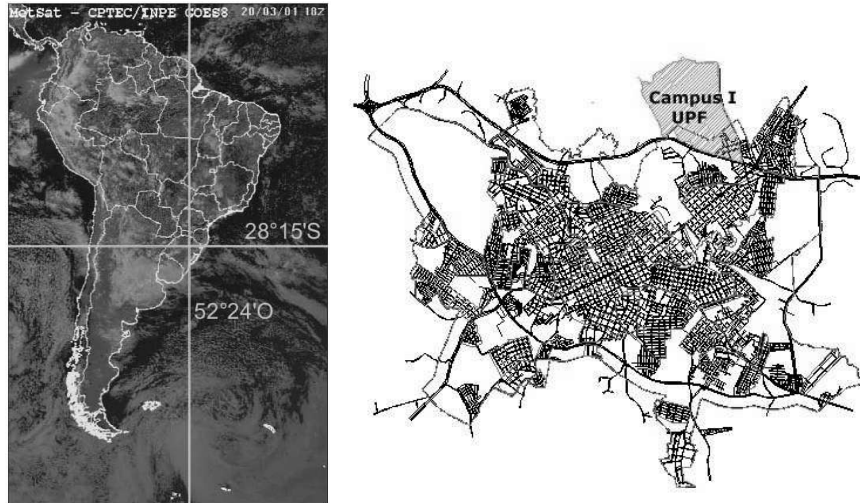 MetSat - CPTEC/INPE GOES8 20/03/01 18Z
28°15'S
52°24'O
Campus I
UPF